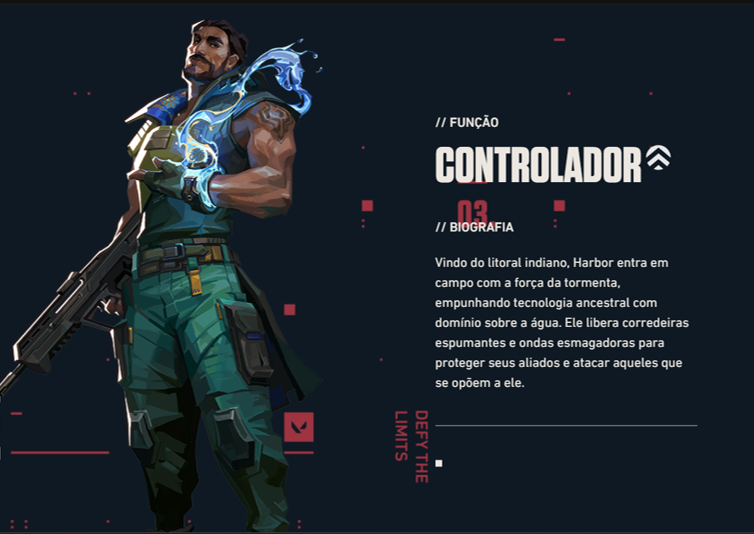 // FUNÇÃO
CONTROLADOR
03
// BIOGRAFIA
Vindo do litoral indiano, Harbor entra em
campo com a força da tormenta,
empunhando tecnologia ancestral com
domínio sobre a água. Ele libera corredeiras
espumantes e ondas esmagadoras para
proteger seus aliados e atacar aqueles que
se opõem a ele.
DEFY THE
LIMITS